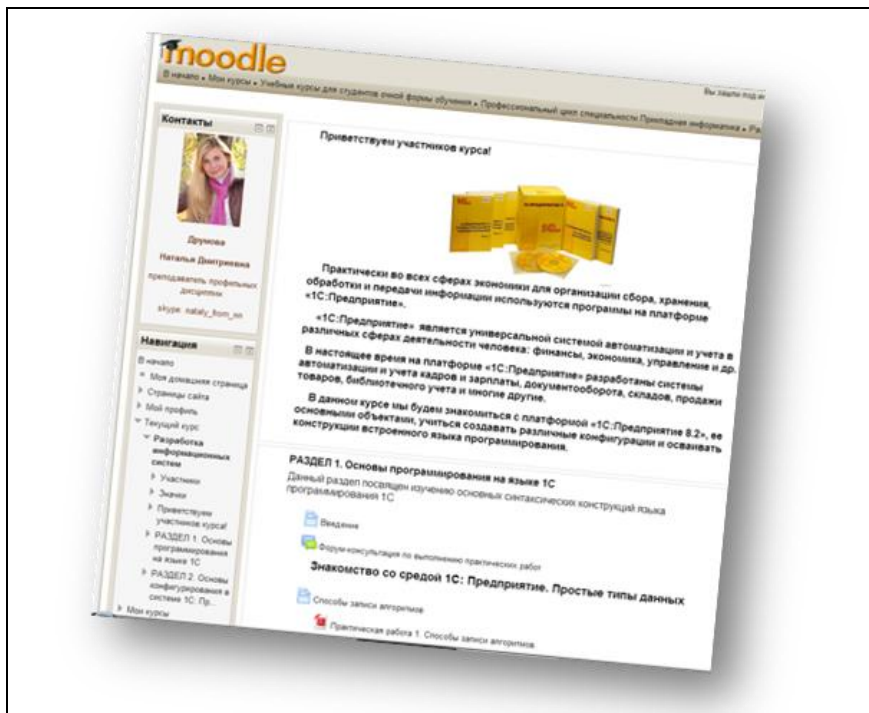 moodle
Вы зашли под
В начало ▸ Мои курсы ▸ Учебные курсы для студентов очной формы обучения ▸ Профессиональный цикл специальности Прикладная информатика ▸
Контакты
Друмова
Наталья Дмитриевна
преподаватель профильных
дисциплин
skype: nataly_from_nn
Навигация
В начало
Моя домашняя страница
Страницы сайта
Мой профиль
Текущий курс
Разработка
информационных
систем
Участники
Значки
Приветствуем
участников курса!
РАЗДЕЛ 1. Основы
программирования
на языке 1С
РАЗДЕЛ 2. Основы
конфигурирования в
системе 1С: Пр...
Мои курсы
Приветствуем участников курса!
Практически во всех сферах экономики для организации сбора, хранения,
обработки и передачи информации используются программы на платформе
«1С:Предприятие».
«1С:Предприятие» является универсальной системой автоматизации и учета в
различных сферах деятельности человека: финансы, экономика, управление и др.
В настоящее время на платформе «1С:Предприятие» разработаны системы
автоматизации и учета кадров и зарплаты, документооборота, складов, продажи
товаров, библиотечного учета и многие другие.
В данном курсе мы будем знакомиться с платформой «1С:Предприятие 8.2», ее
основными объектами, учиться создавать различные конфигурации и осваивать
конструкции встроенного языка программирования.
РАЗДЕЛ 1. Основы программирования на языке 1С
Данный раздел посвящен изучению основных синтаксических конструкций языка
программирования 1С
Введение
Форум-консультация по выполнению практических работ
Знакомство со средой 1С: Предприятие. Простые типы данных
Способы записи алгоритмов
Практическая работа 1. Способы записи алгоритмов